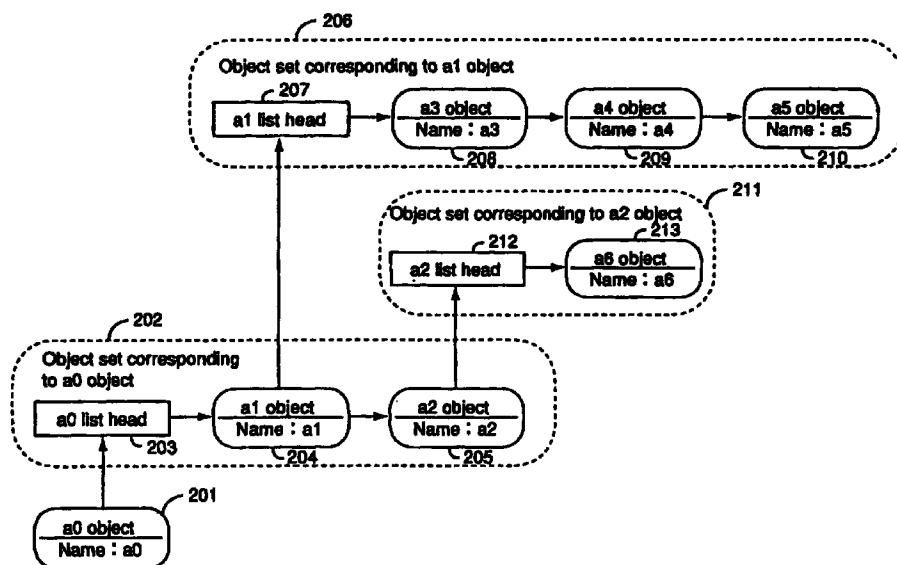 206
Object set corresponding to a1 object
207
a1 list head
a3 object
Name : a3
208
a4 object
Name : a4
209
a5 object
Name : a5
210
211
Object set corresponding to a2 object
212
a2 list head
213
a6 object
Name : a6
202
Object set corresponding
to a0 object
a0 list head
203
a1 object
Name : a1
204
a2 object
Name : a2
205
201
a0 object
Name : a0